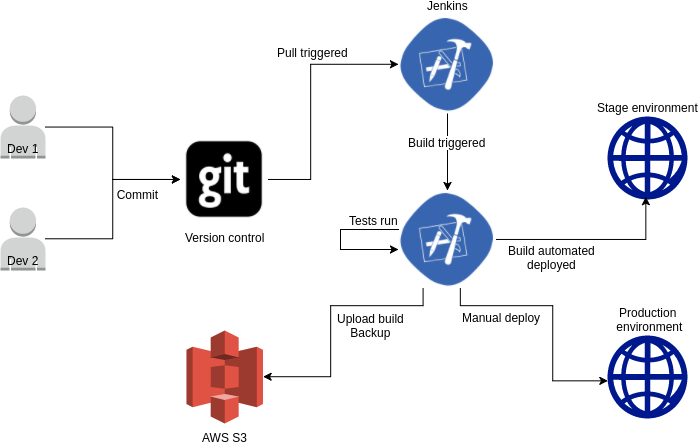 Jenkins
Pull triggered
Stage environment
Dev 1
Build triggered
git
Commit
Tests run
Version control
Build automated
deployed
Dev 2
Upload build
Backup
Manual deploy
Production
environment
AWS S3